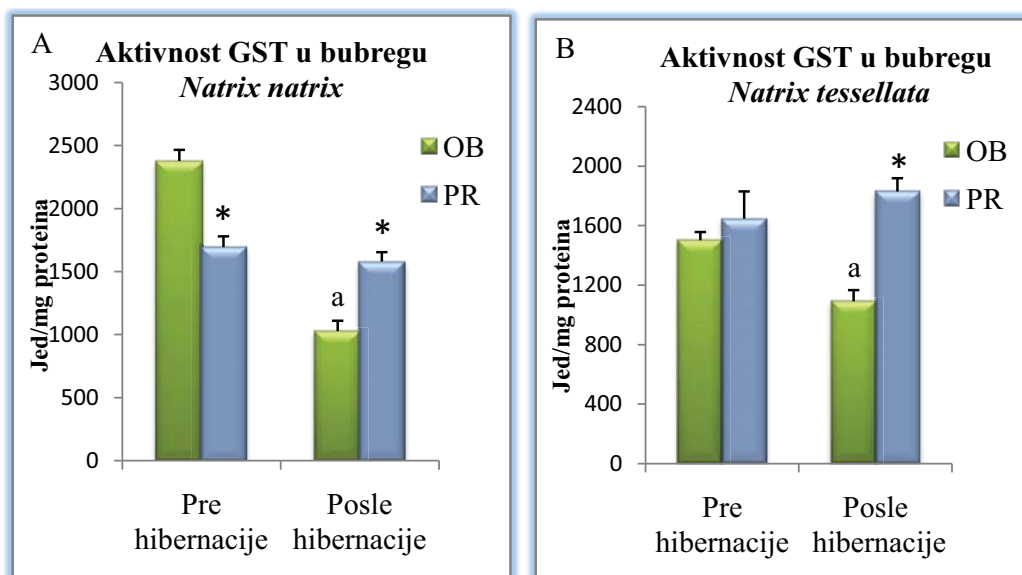 A
Aktivnost GST u bubregu
Natrix natrix
Jed/mg proteina
3000
2500
2000
1500
1000
500
0
*
a
*
OB
PR
Pre
hibernacije
Posle
hibernacije
B
Aktivnost GST u bubregu
Natrix tessellata
Jed/mg proteina
2400
2000
1600
1200
800
400
0
a
*
OB
PR
Pre
hibernacije
Posle
hibernacije